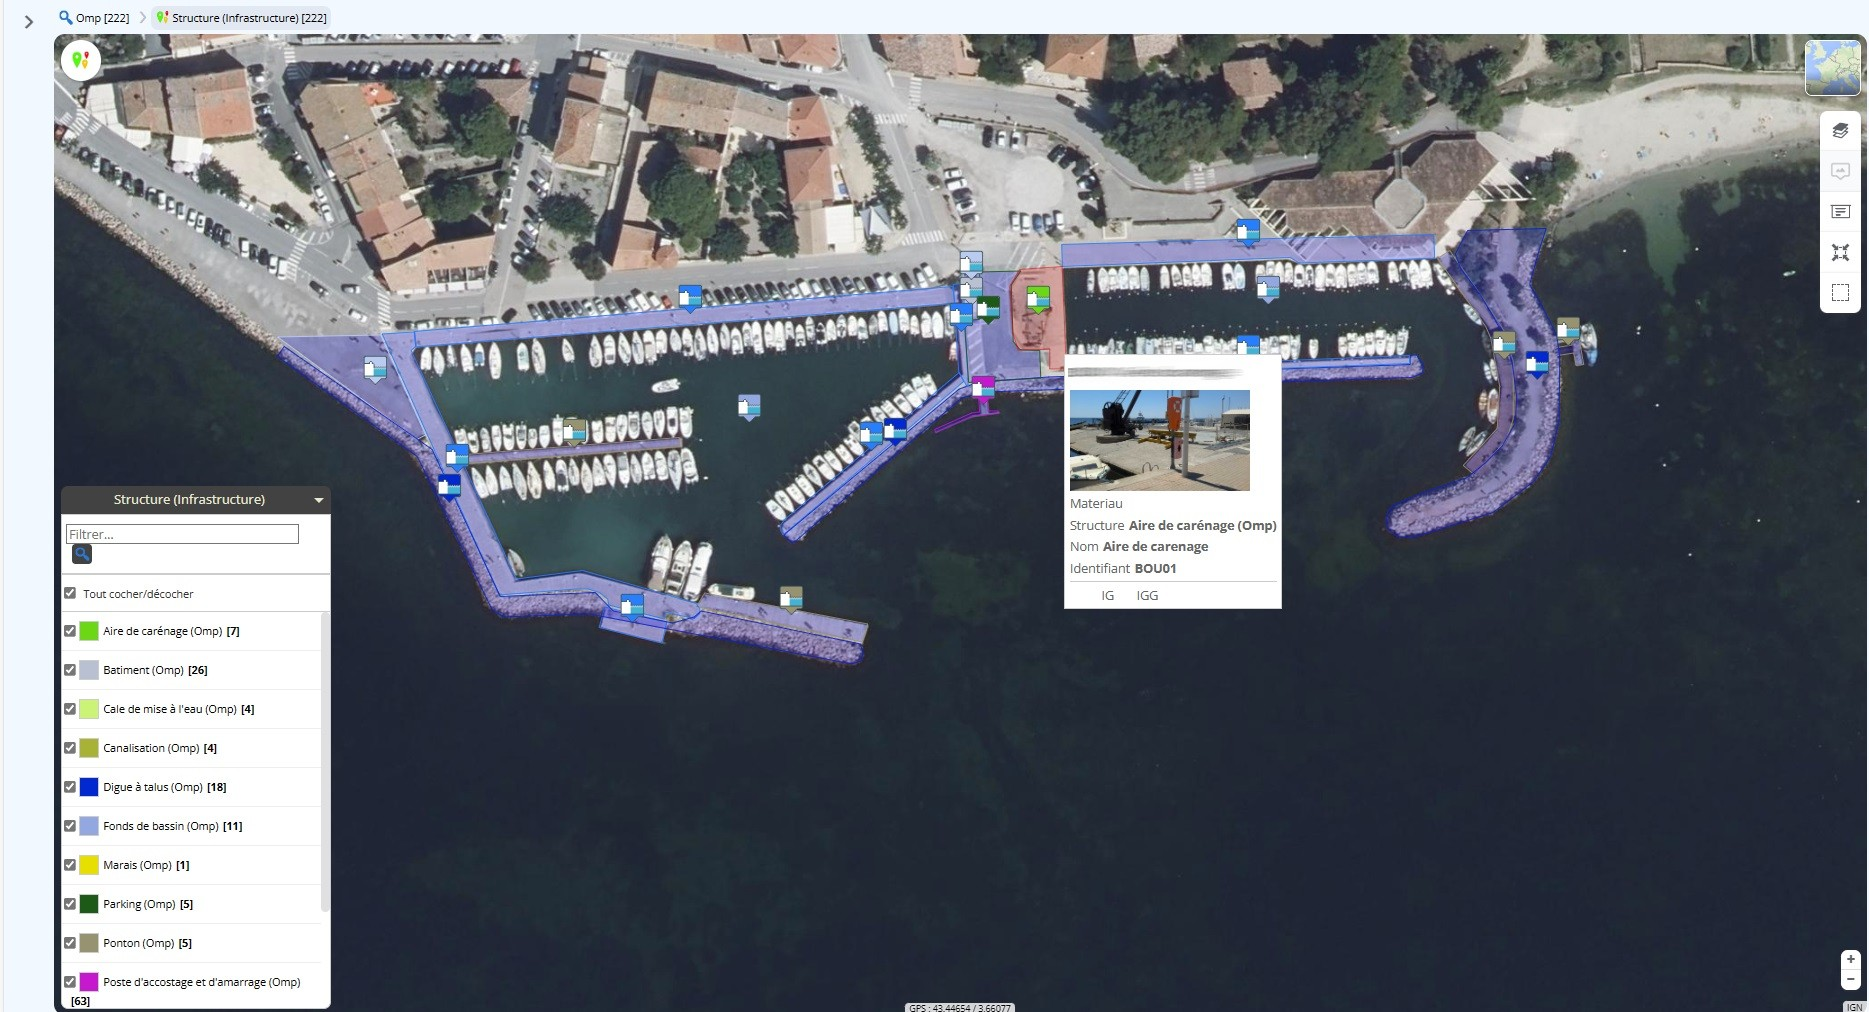 Omp [222]
Structure (Infrastructure) [222]
Structure (Infrastructure)
Filtrer...
Tout cocher/décocher
Aire de carénage (Omp) [7]
Batiment (Omp) [26]
Cale de mise à l'eau (Omp) [4]
Canalisation (Omp) [4]
Digue à talus (Omp) [18]
Fonds de bassin (Omp) [11]
Marais (Omp) [1]
Parking (Omp) [5]
Ponton (Omp) [5]
Poste d'accostage et d'amarrage (Omp)
[63]
Materiau
Structure Aire de carénage (Omp)
Nom Aire de carenage
Identifiant BOU01
IG IGG
+
−
GPS : 43.44654 / 3.66077
IGN